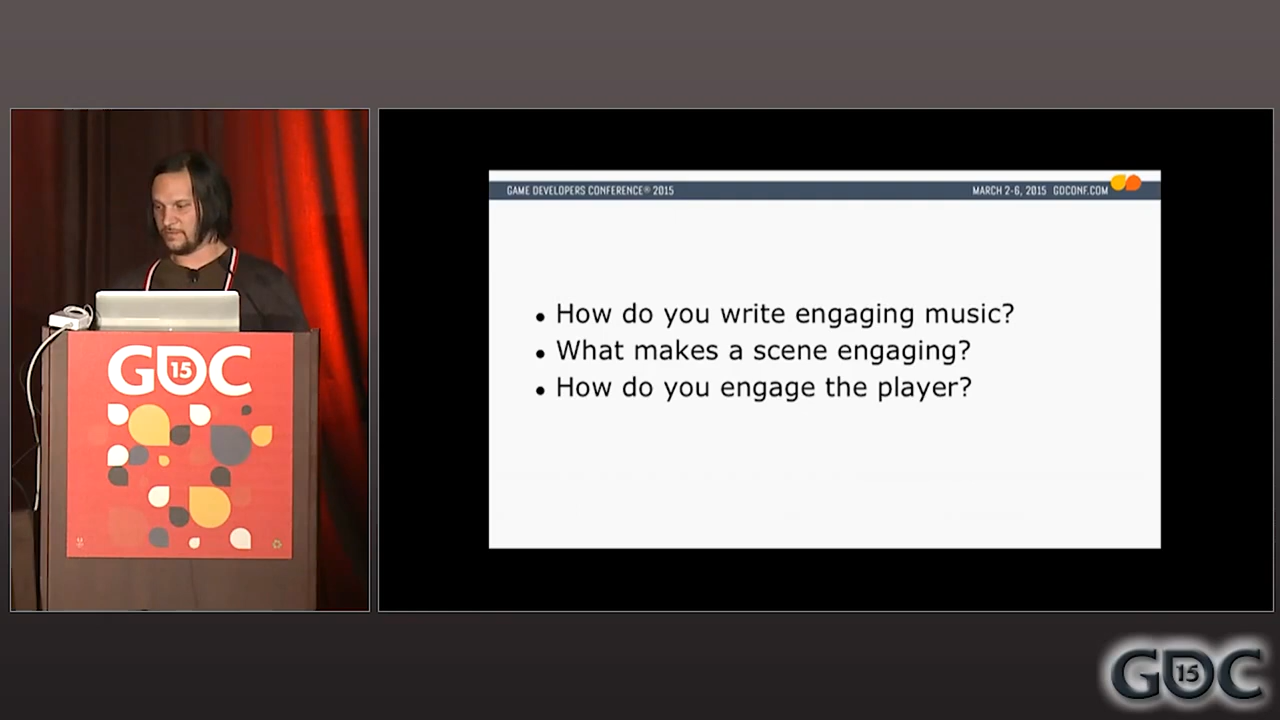 GDC 15
GAME DEVELOPERS CONFERENCE® 2015
MARCH 2-6, 2015 GDCONF.COM
• How do you write engaging music?
• What makes a scene engaging?
• How do you engage the player?
GDC 15